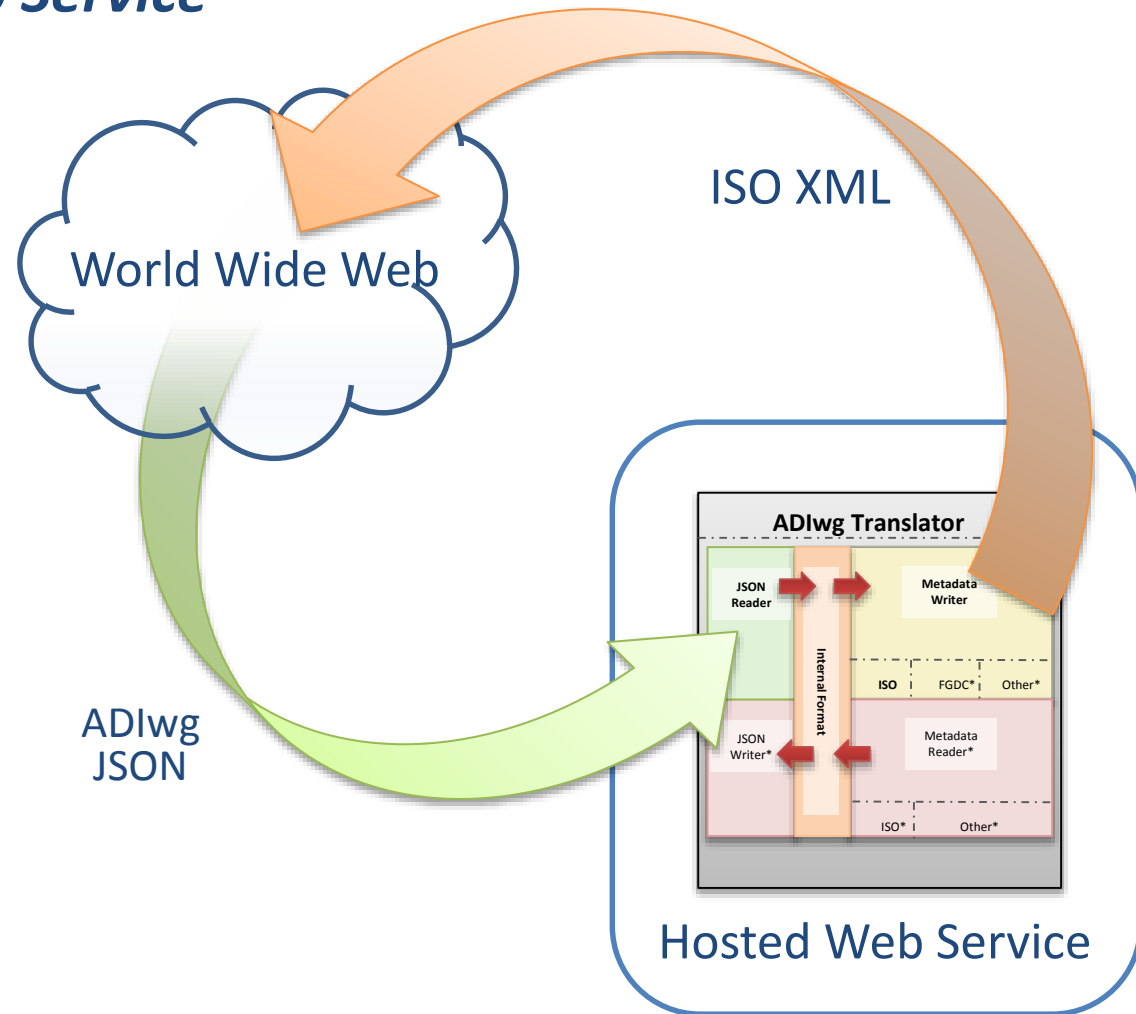 Service
ISO XML
World Wide Web
ADIwg Translator
JSON
Reader
Metadata
Writer
Internal Format
ISO
FGDC*
Other*
ADIwg
JSON
JSON
Writer*
Metadata
Reader*
ISO*
Other*
Hosted Web Service